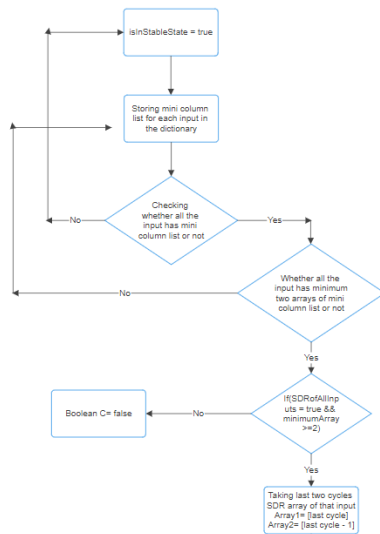 isInStableState = true
Storing mini column
list for each input in
the dictionary
Checking
whether all the
input has mini
column list or not
No
Yes
Whether all the
input has minimum
two arrays of mini
column list or not
No
Yes
If(SDRofAllInp
uts = true &&
minimumArray
>=2)
No
Boolean C= false
Yes
Taking last two cycles
SDR array of that input
Array1= [last cycle]
Array2= [last cycle - 1]